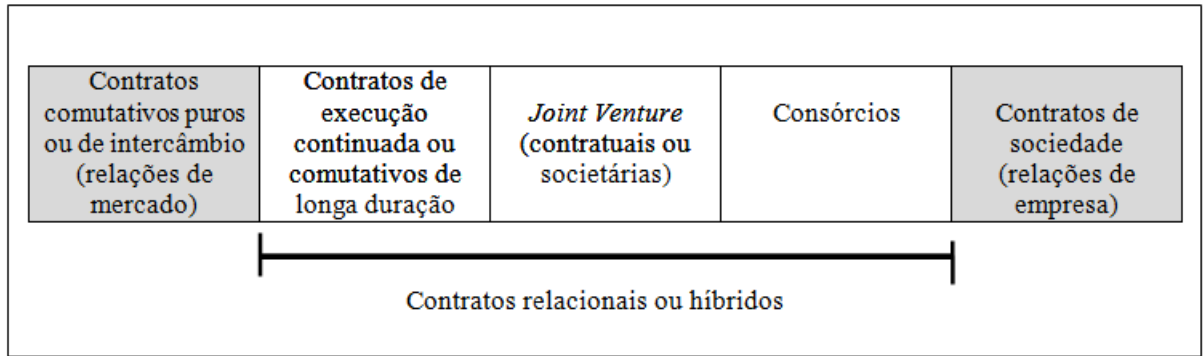 Contratos
comutativos puros
ou de intercâmbio
(relações de
mercado)
Contratos de
execução
continuada ou
comutativos de
longa duração
Joint Venture
(contratuais ou
societárias)
Consórcios
Contratos de
sociedade
(relações de
empresa)
Contratos relacionais ou híbridos